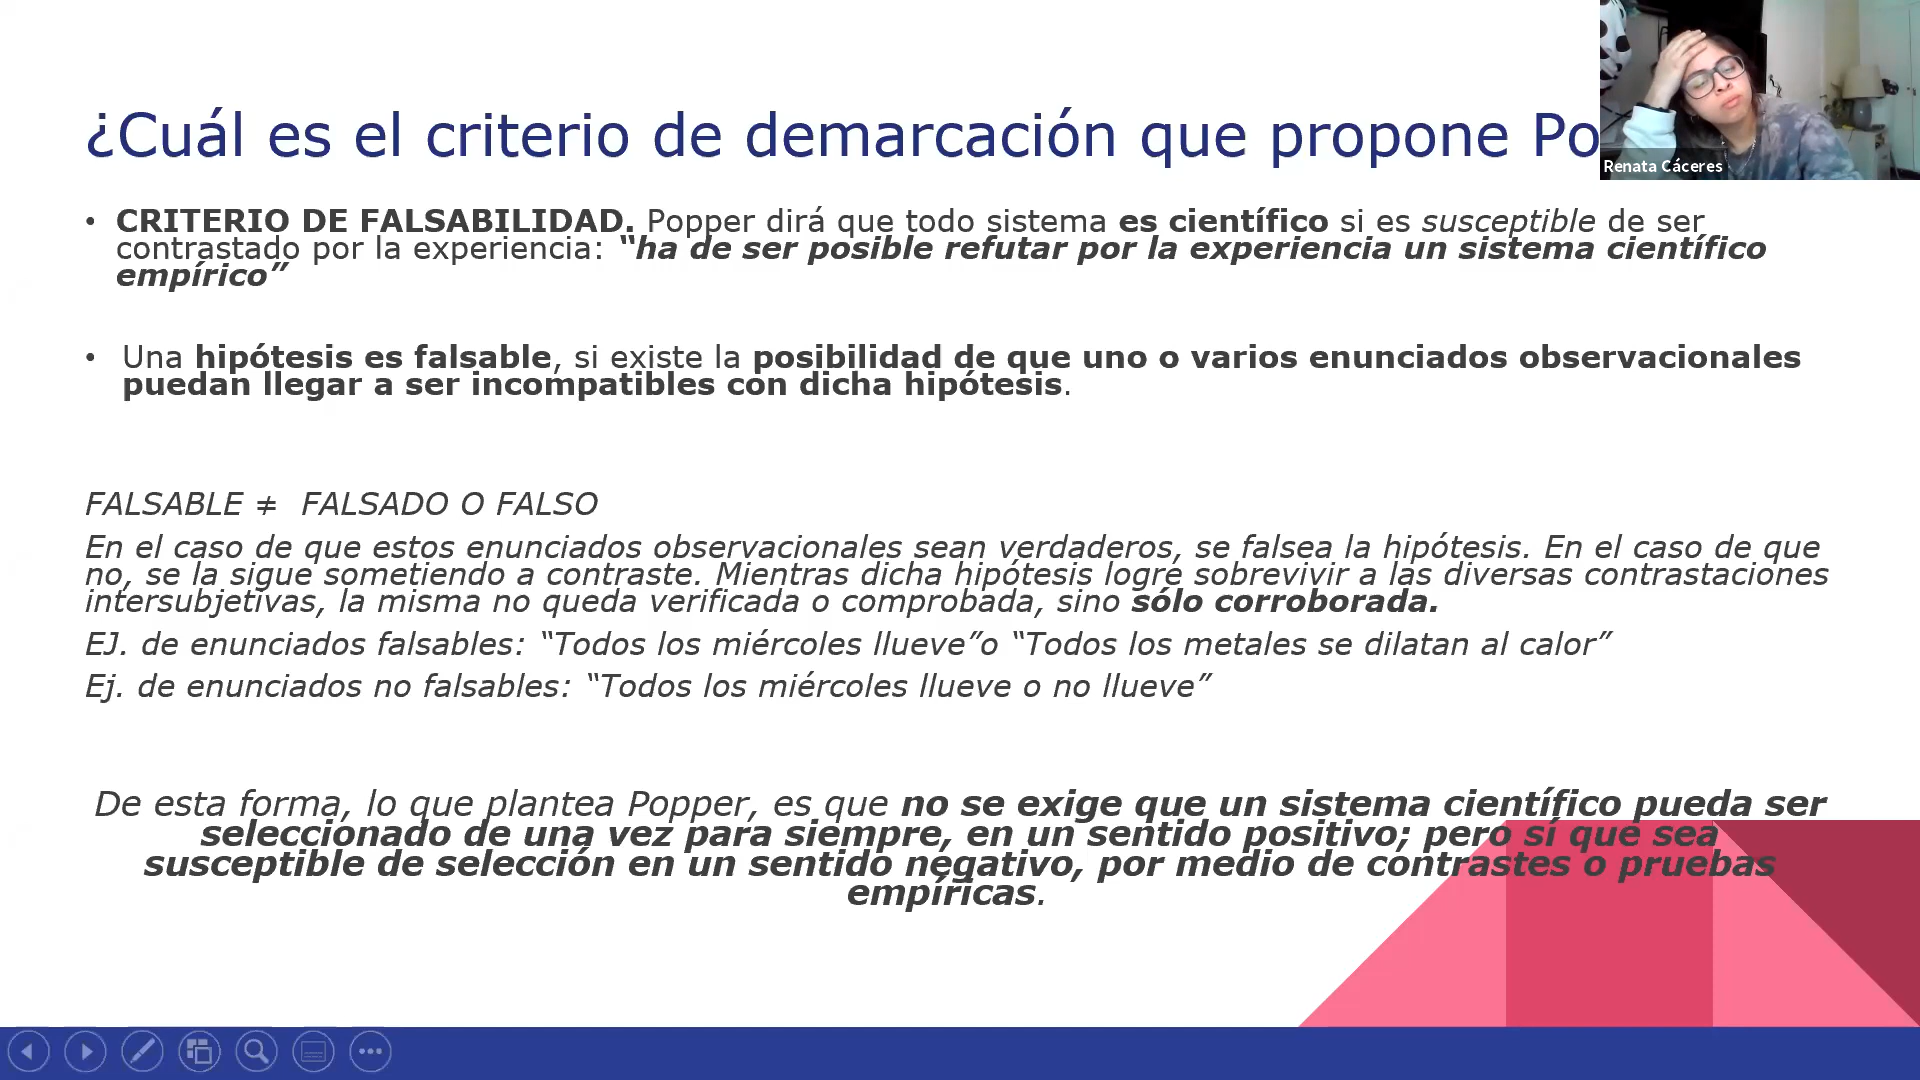 ¿Cuál es el criterio de demarcación que propone Po
Renata Cáceres
• CRITERIO DE FALSABILIDAD. Popper dirá que todo sistema es científico si es susceptible de ser
contrastado por la experiencia: “ha de ser posible refutar por la experiencia un sistema científico
empírico”
• Una hipótesis es falsable, si existe la posibilidad de que uno o varios enunciados observacionales
puedan llegar a ser incompatibles con dicha hipótesis.
FALSABLE ≠ FALSADO O FALSO
En el caso de que estos enunciados observacionales sean verdaderos, se falsea la hipótesis. En el caso de que
no, se la sigue sometiendo a contraste. Mientras dicha hipótesis logre sobrevivir a las diversas contrastaciones
intersubjetivas, la misma no queda verificada o comprobada, sino sólo corroborada.
EJ. de enunciados falsables: “Todos los miércoles llueve”o “Todos los metales se dilatan al calor”
Ej. de enunciados no falsables: “Todos los miércoles llueve o no llueve”
De esta forma, lo que plantea Popper, es que no se exige que un sistema científico pueda ser
seleccionado de una vez para siempre, en un sentido positivo; pero sí que sea
susceptible de selección en un sentido negativo, por medio de contrastes o pruebas
empíricas.